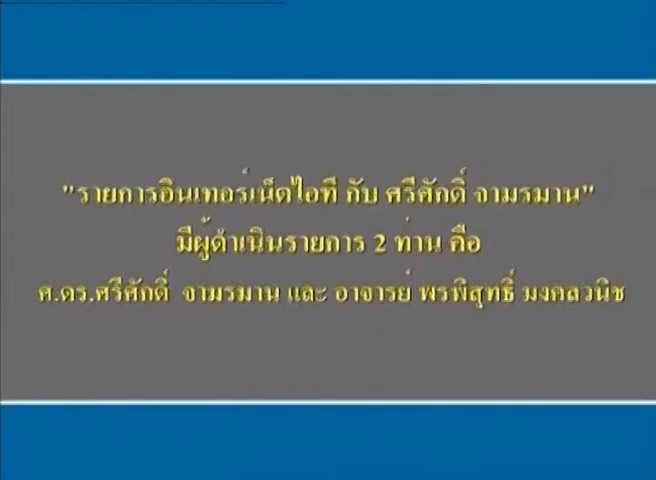 "รายการอินเทอร์เน็ตไอที กับ ศรีศักดิ์ จามรมาน"
มีผู้ดำเนินรายการ 2 ท่าน คือ
ศ.ดร.ศรีศักดิ์ จามรมาน และ อาจารย์ พรพิสุทธิ์ มงคลวนิช